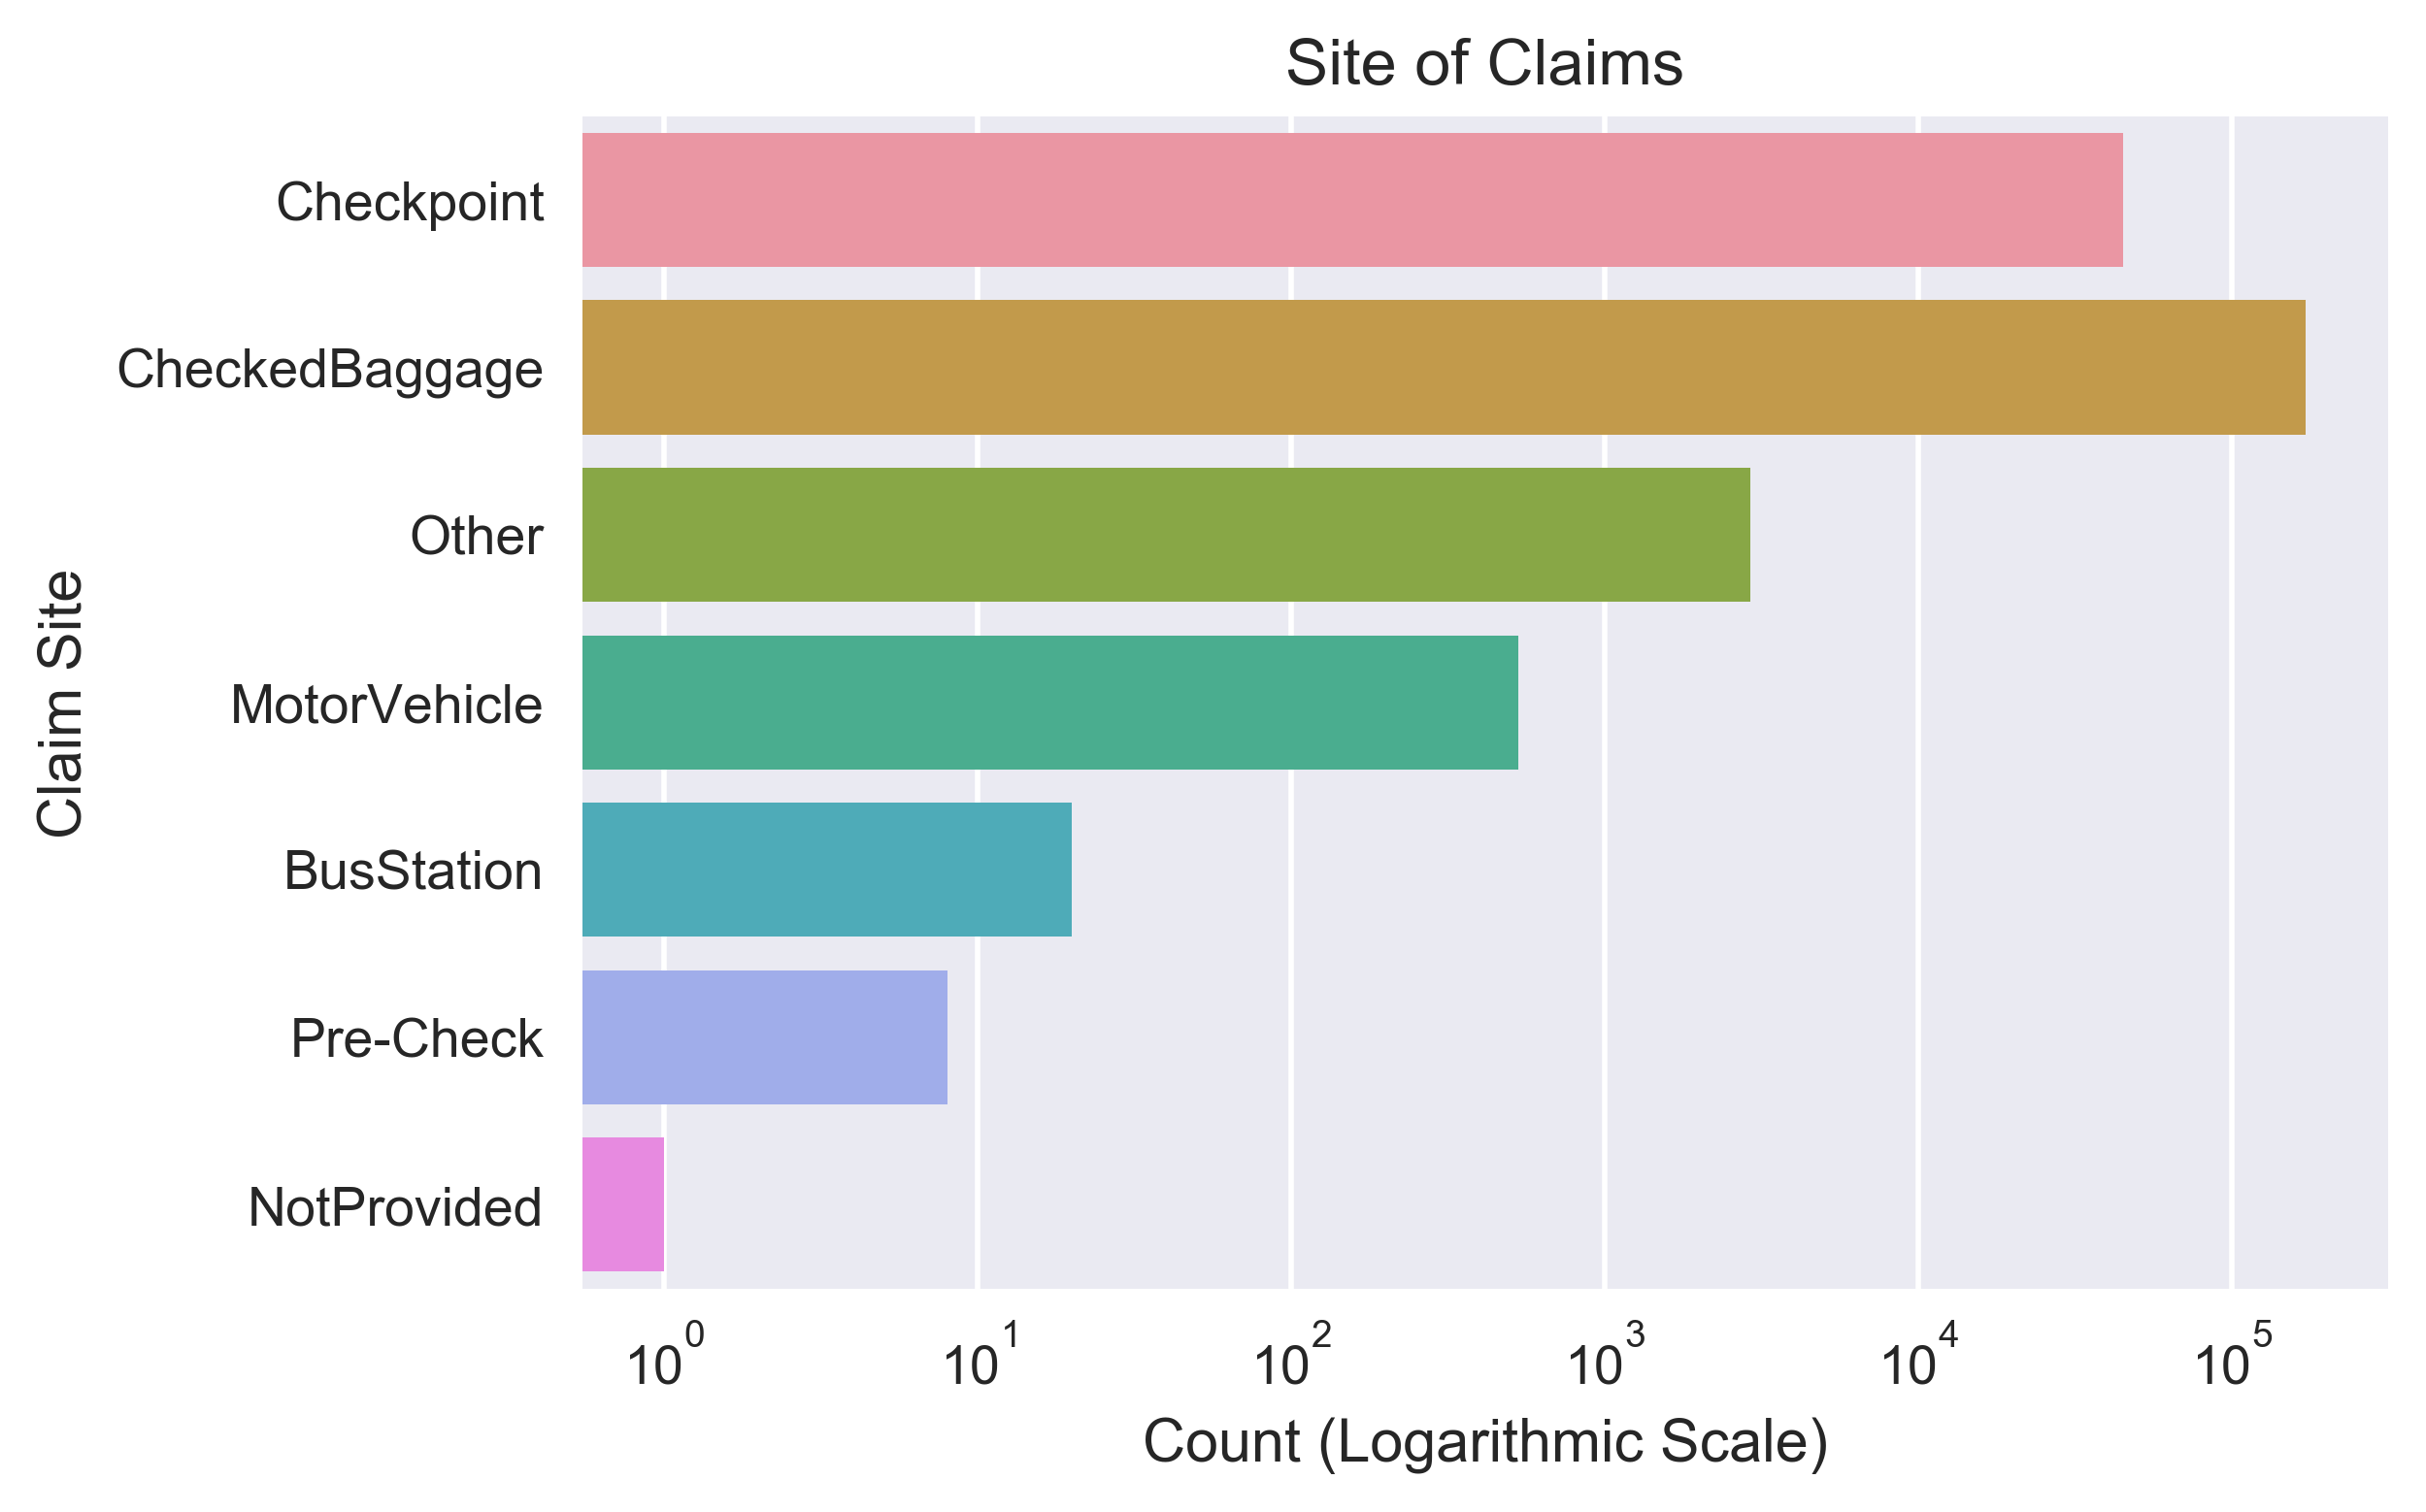 Site of Claims
Checkpoint
CheckedBaggage
Other
MotorVehicle
BusStation
Pre-Check
NotProvided
Claim Site
10^0 10^1 10^2 10^3 10^4 10^5
Count (Logarithmic Scale)